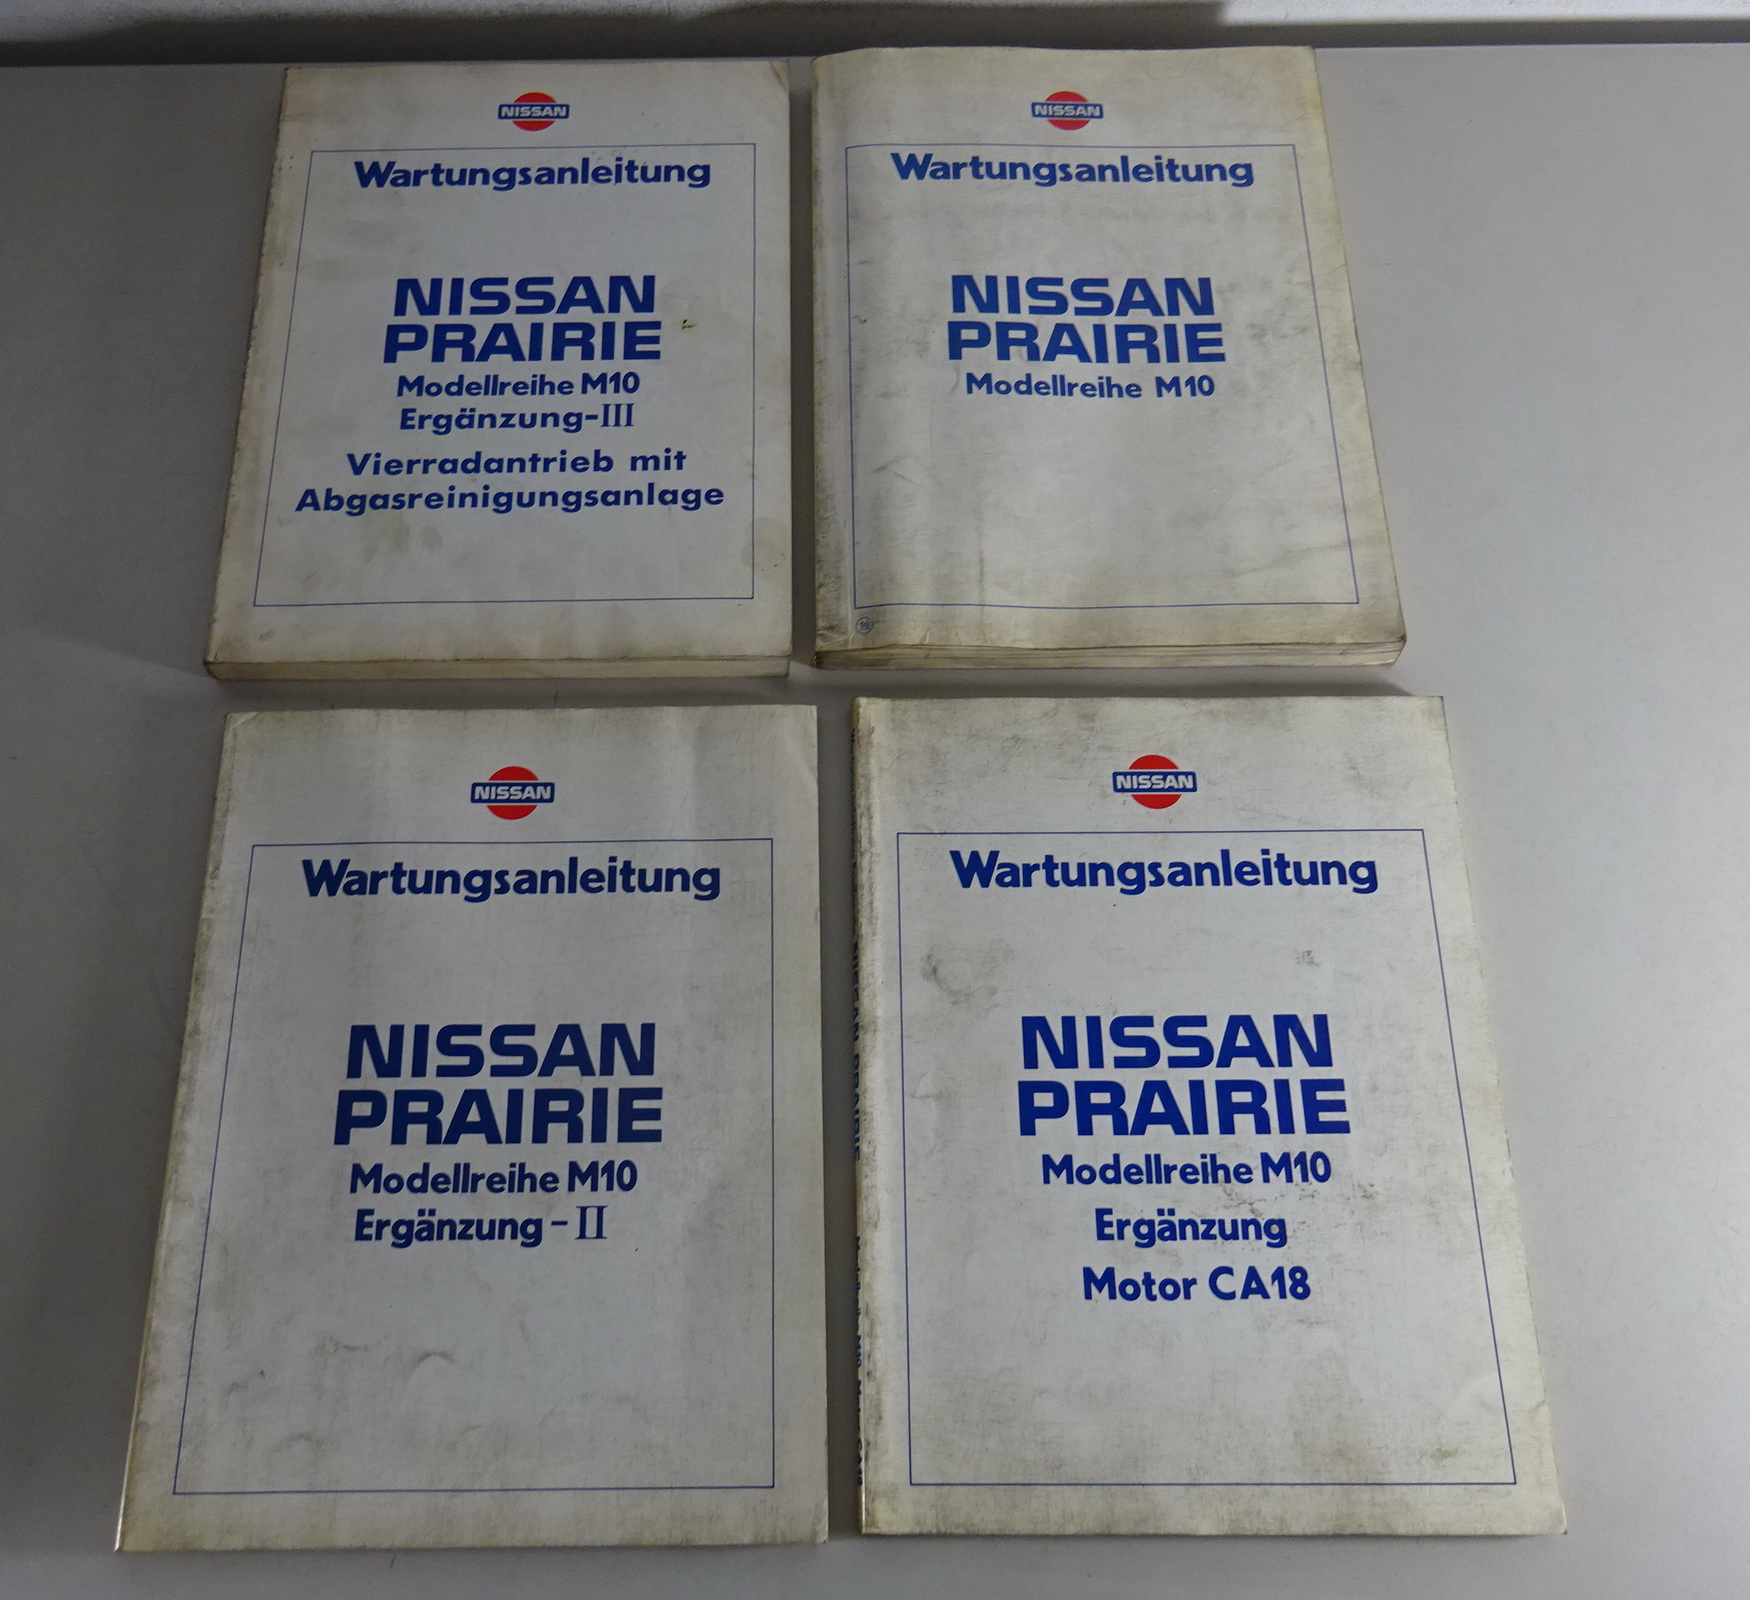 NISSAN
Wartungsanleitung
NISSAN
PRAIRIE
Modellreihe M10
Ergänzung-III
Vierradantrieb mit
Abgasreinigungsanlage
NISSAN
Wartungsanleitung
NISSAN
PRAIRIE
Modellreihe M10
NISSAN
Wartungsanleitung
NISSAN
PRAIRIE
Modellreihe M10
Ergänzung - II
NISSAN
Wartungsanleitung
NISSAN
PRAIRIE
Modellreihe M10
Ergänzung
Motor CA18